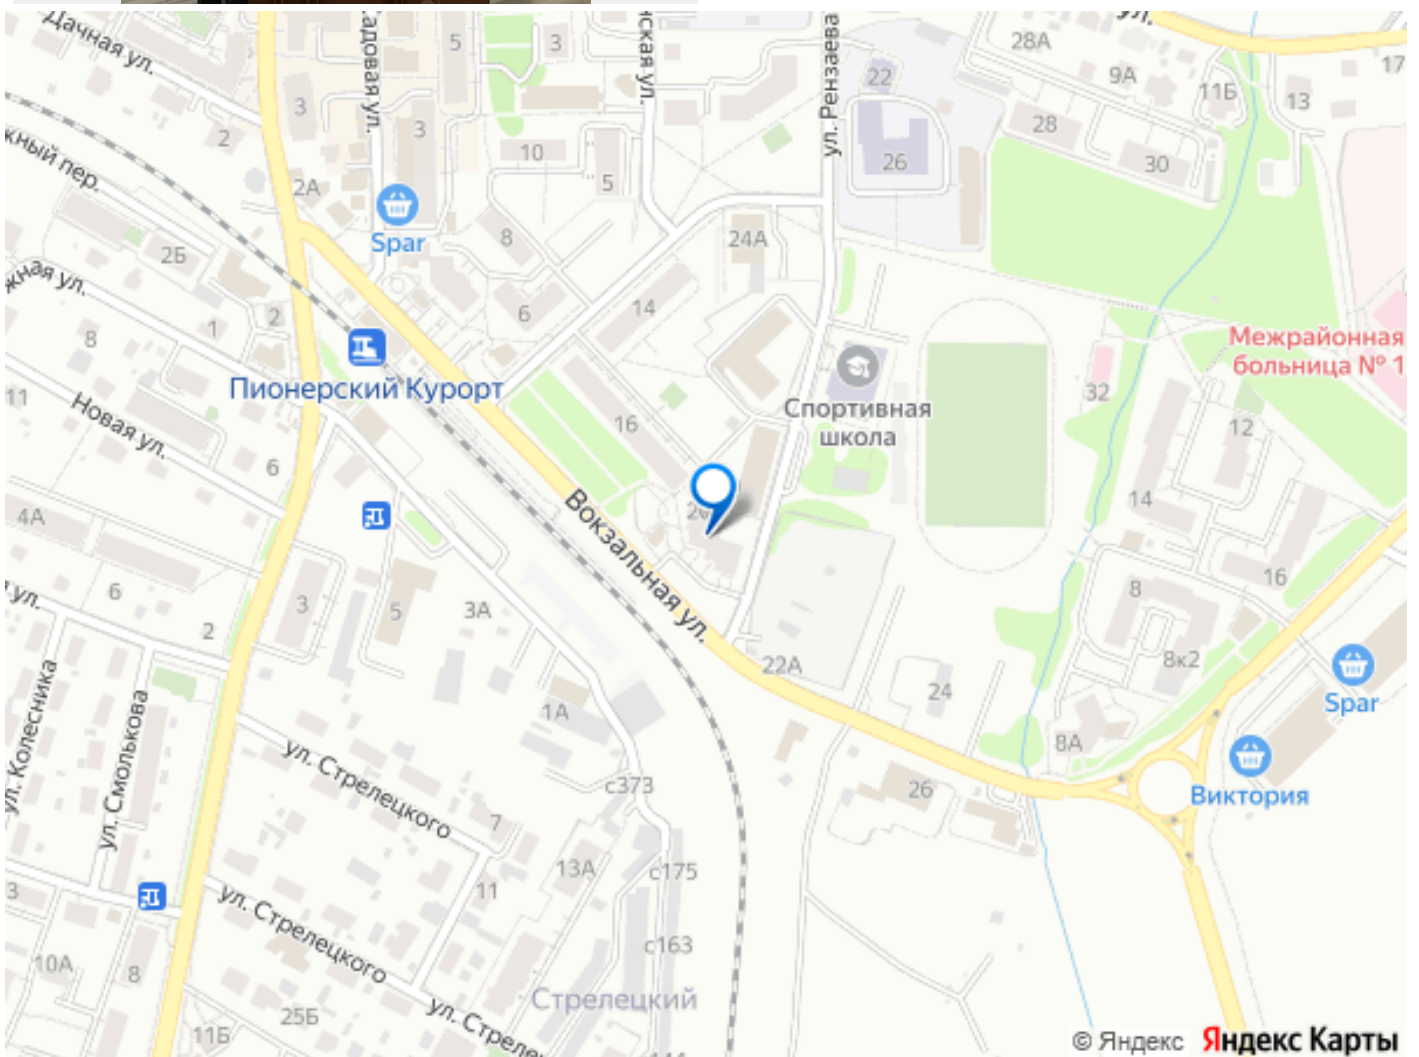 Дачная ул.
Садовая ул.
нская ул.
ул. Рензаева
ул.
5
3
28А
22
9А
11Б
13
17
3
2
3
10
5
26
28
30
жный пер.
2А
Spar
8
24А
2Б
жная ул.
1
2
8
6
14
Пионерский Курорт
Межрайонная
больница № 1
11
Новая ул.
6
16
Спортивная
школа
32
12
14
4А
Вокзальная ул.
16
6
2
3
5
3А
8
8к2
22А
24
Spar
ул.
ул. Колесника
ул. Смолькова
1А
8А
ул. Стрелецкого
с373
26
Виктория
7
13А
с175
11
3
ул. Стрелецкого
с163
10А
8
Стрелецкий
25Б
ул. Стреле
11Б
© Яндекс Яндекс Карты